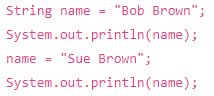 String name = "Bob Brown";
System.out.println(name);
name = "Sue Brown";
System.out.println(name);